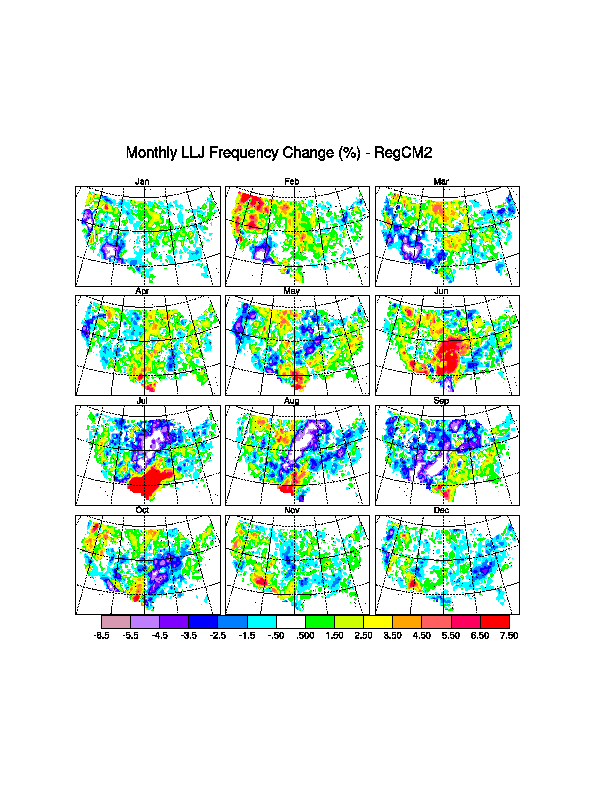 Monthly LLJ Frequency Change (%) - RegCM2
Jan Feb Mar
Apr May Jun
Jul Aug Sep
Oct Nov Dec
-6.5 -5.5 -4.5 -3.5 -2.5 -1.5 -.50 .500 1.50 2.50 3.50 4.50 5.50 6.50 7.50